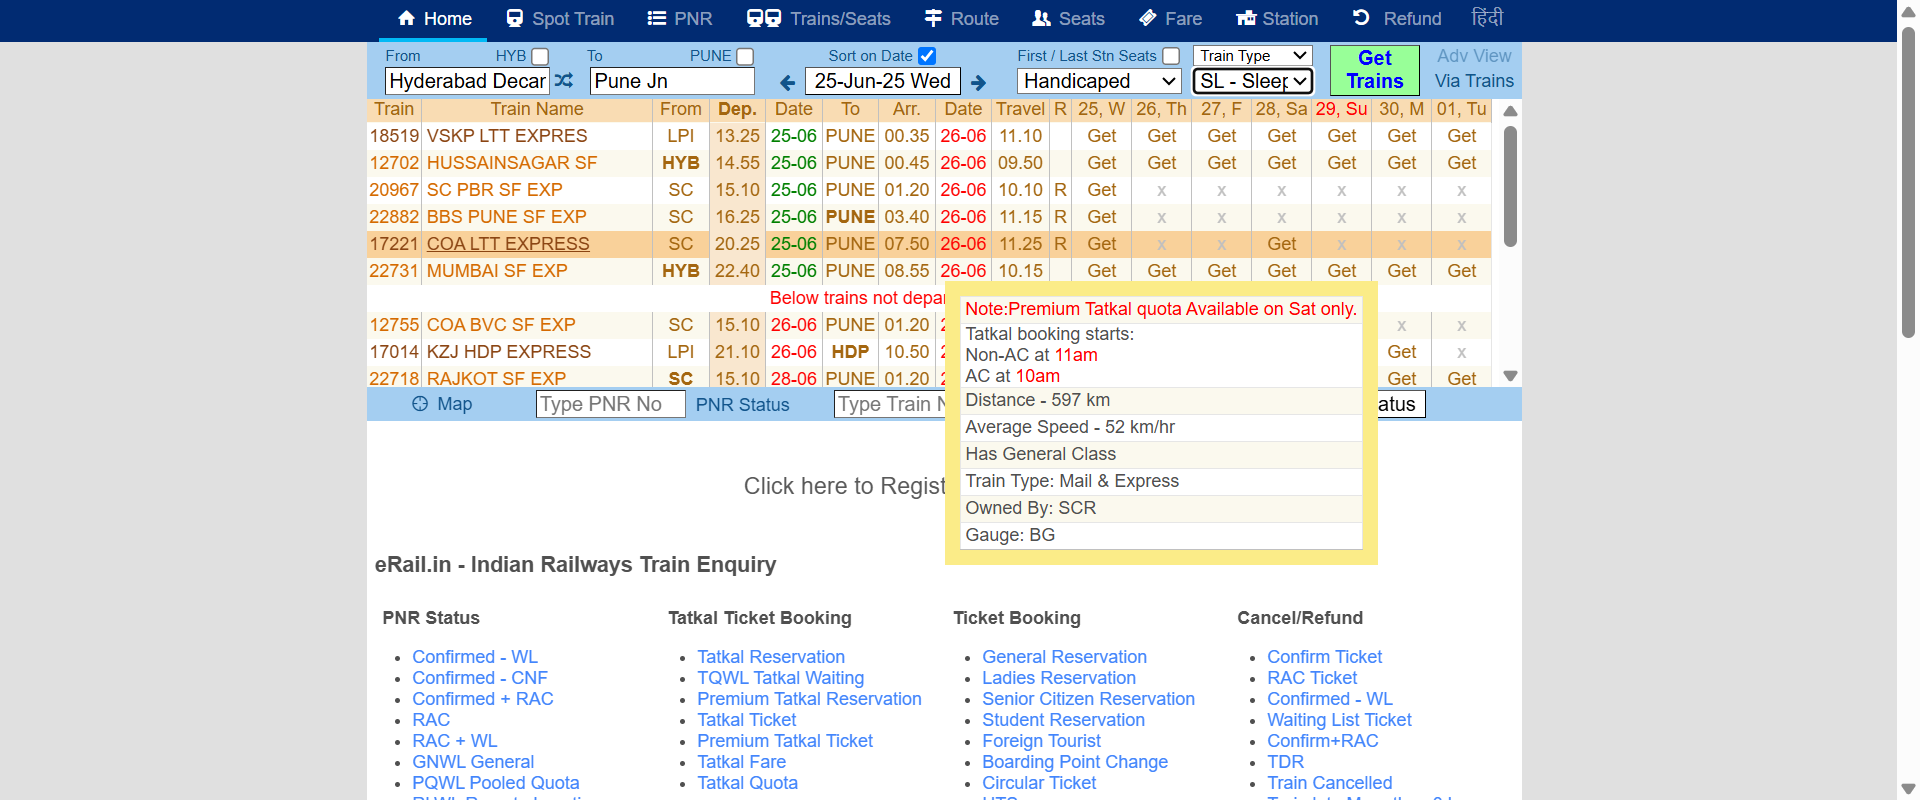 Home Spot Train PNR Trains/Seats Route Seats Fare Station Refund हिंदी
From HYB To PUNE Sort on Date First / Last Stn Seats Train Type Get Trains Adv View
Hyderabad Decar Pune Jn 25-Jun-25 Wed Handicaped SL - Sleep Via Trains
Train Train Name From Dep. Date To Arr. Date Travel R 25, W 26, Th 27, F 28, Sa 29, Su 30, M 01, Tu
18519 VSKP LTT EXPRES LPI 13.25 25-06 PUNE 00.35 26-06 11.10 Get Get Get Get Get Get Get
12702 HUSSAINSAGAR SF HYB 14.55 25-06 PUNE 00.45 26-06 09.50 Get Get Get Get Get Get Get
20967 SC PBR SF EXP SC 15.10 25-06 PUNE 01.20 26-06 10.10 R Get x x x x x x
22882 BBS PUNE SF EXP SC 16.25 25-06 PUNE 03.40 26-06 11.15 R Get x x x x x x
17221 COA LTT EXPRESS SC 20.25 25-06 PUNE 07.50 26-06 11.25 R Get x x Get x x x
22731 MUMBAI SF EXP HYB 22.40 25-06 PUNE 08.55 26-06 10.15 Get Get Get Get Get Get Get
Below trains not depa
12755 COA BVC SF EXP SC 15.10 26-06 PUNE 01.20 x x
17014 KZJ HDP EXPRESS LPI 21.10 26-06 HDP 10.50 Get x
22718 RAJKOT SF EXP SC 15.10 28-06 PUNE 01.20 Get Get
Note:Premium Tatkal quota Available on Sat only.
Tatkal booking starts:
Non-AC at 11am
AC at 10am
Distance - 597 km
Average Speed - 52 km/hr
Has General Class
Train Type: Mail & Express
Owned By: SCR
Gauge: BG
Map Type PNR No PNR Status Type Train atus
Click here to Regist
eRail.in - Indian Railways Train Enquiry
PNR Status
Confirmed - WL
Confirmed - CNF
Confirmed + RAC
RAC
RAC + WL
GNWL General
PQWL Pooled Quota
Tatkal Ticket Booking
Tatkal Reservation
TQWL Tatkal Waiting
Premium Tatkal Reservation
Tatkal Ticket
Premium Tatkal Ticket
Tatkal Fare
Tatkal Quota
Ticket Booking
General Reservation
Ladies Reservation
Senior Citizen Reservation
Student Reservation
Foreign Tourist
Boarding Point Change
Circular Ticket
Cancel/Refund
Confirm Ticket
RAC Ticket
Confirmed - WL
Waiting List Ticket
Confirm+RAC
TDR
Train Cancelled